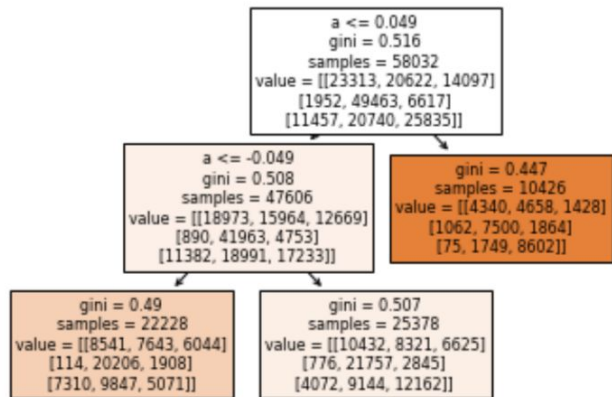 a <= 0.049
gini = 0.516
samples = 58032
value = [[23313, 20622, 14097]
[1952, 49463, 6617]
[11457, 20740, 25835]]
a <= -0.049
gini = 0.508
samples = 47606
value = [[18973, 15964, 12669]
[890, 41963, 4753]
[11382, 18991, 17233]]
gini = 0.447
samples = 10426
value = [[4340, 4658, 1428]
[1062, 7500, 1864]
[75, 1749, 8602]]
gini = 0.49
samples = 22228
value = [[8541, 7643, 6044]
[114, 20206, 1908]
[7310, 9847, 5071]]
gini = 0.507
samples = 25378
value = [[10432, 8321, 6625]
[776, 21757, 2845]
[4072, 9144, 12162]]